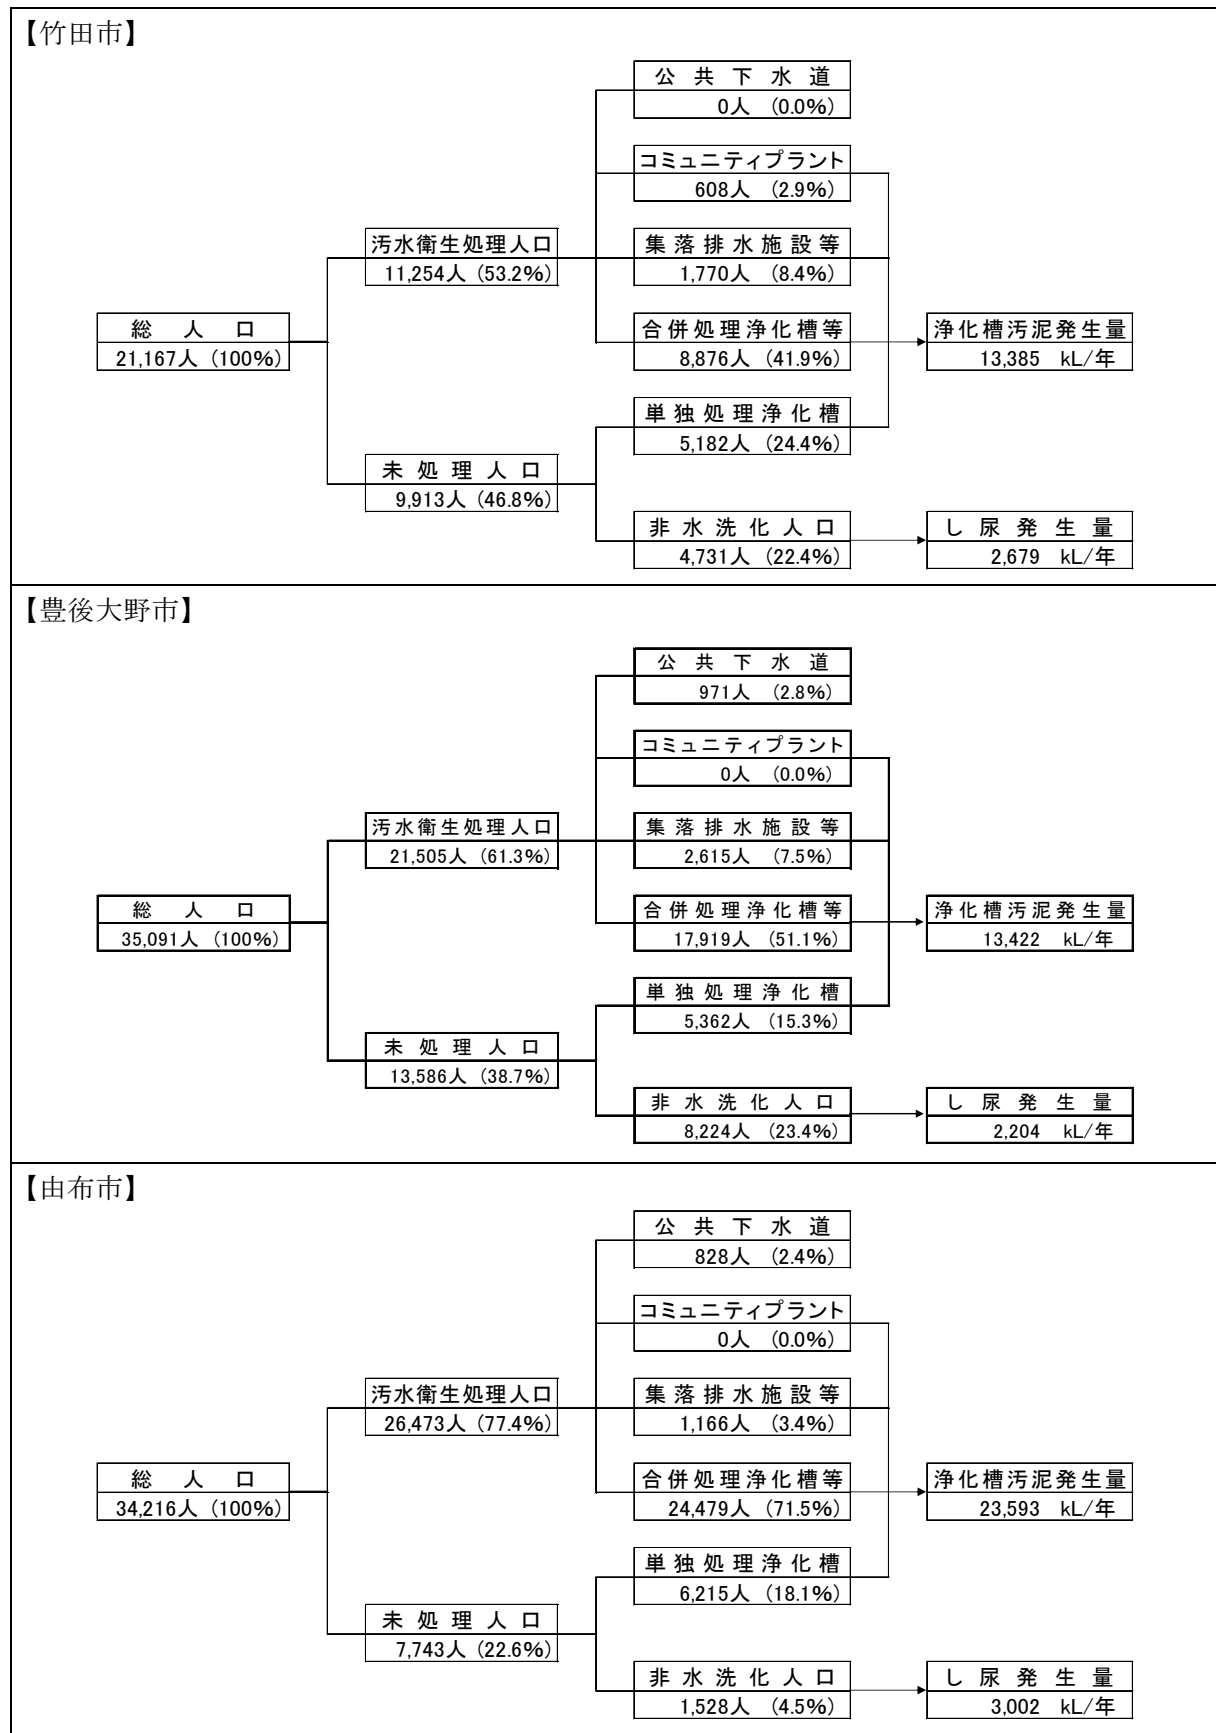 【竹田市】
公共下水道
0人 (0.0%)
コミュニティプラント
608人 (2.9%)
汚水衛生処理人口
11,254人 (53.2%)
集落排水施設等
1,770人 (8.4%)
総人口
21,167人 (100%)
合併処理浄化槽等
8,876人 (41.9%)
浄化槽汚泥発生量
13,385 kL/年
単独処理浄化槽
5,182人 (24.4%)
未処理人口
9,913人 (46.8%)
非水洗化人口
4,731人 (22.4%)
し尿発生量
2,679 kL/年
【豊後大野市】
公共下水道
971人 (2.8%)
コミュニティプラント
0人 (0.0%)
汚水衛生処理人口
21,505人 (61.3%)
集落排水施設等
2,615人 (7.5%)
総人口
35,091人 (100%)
合併処理浄化槽等
17,919人 (51.1%)
浄化槽汚泥発生量
13,422 kL/年
単独処理浄化槽
5,362人 (15.3%)
未処理人口
13,586人 (38.7%)
非水洗化人口
8,224人 (23.4%)
し尿発生量
2,204 kL/年
【由布市】
公共下水道
828人 (2.4%)
コミュニティプラント
0人 (0.0%)
汚水衛生処理人口
26,473人 (77.4%)
集落排水施設等
1,166人 (3.4%)
総人口
34,216人 (100%)
合併処理浄化槽等
24,479人 (71.5%)
浄化槽汚泥発生量
23,593 kL/年
単独処理浄化槽
6,215人 (18.1%)
未処理人口
7,743人 (22.6%)
非水洗化人口
1,528人 (4.5%)
し尿発生量
3,002 kL/年